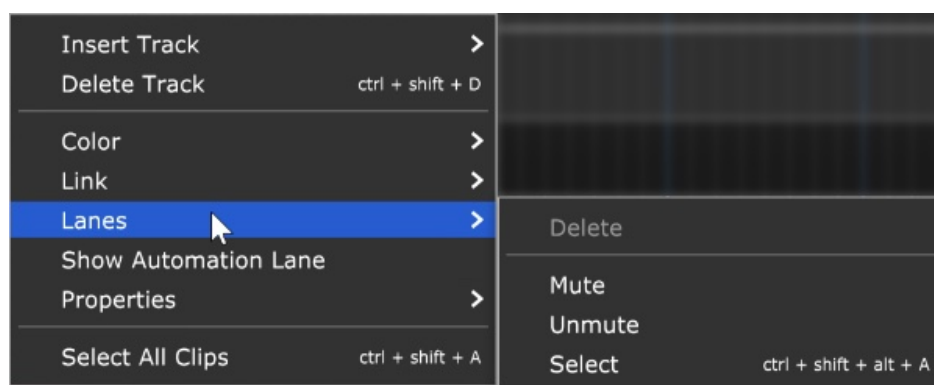 Insert Track
Delete Track ctrl + shift + D
Color
Link
Lanes
Show Automation Lane
Properties
Select All Clips ctrl + shift + A
Delete
Mute
Unmute
Select ctrl + shift + alt + A